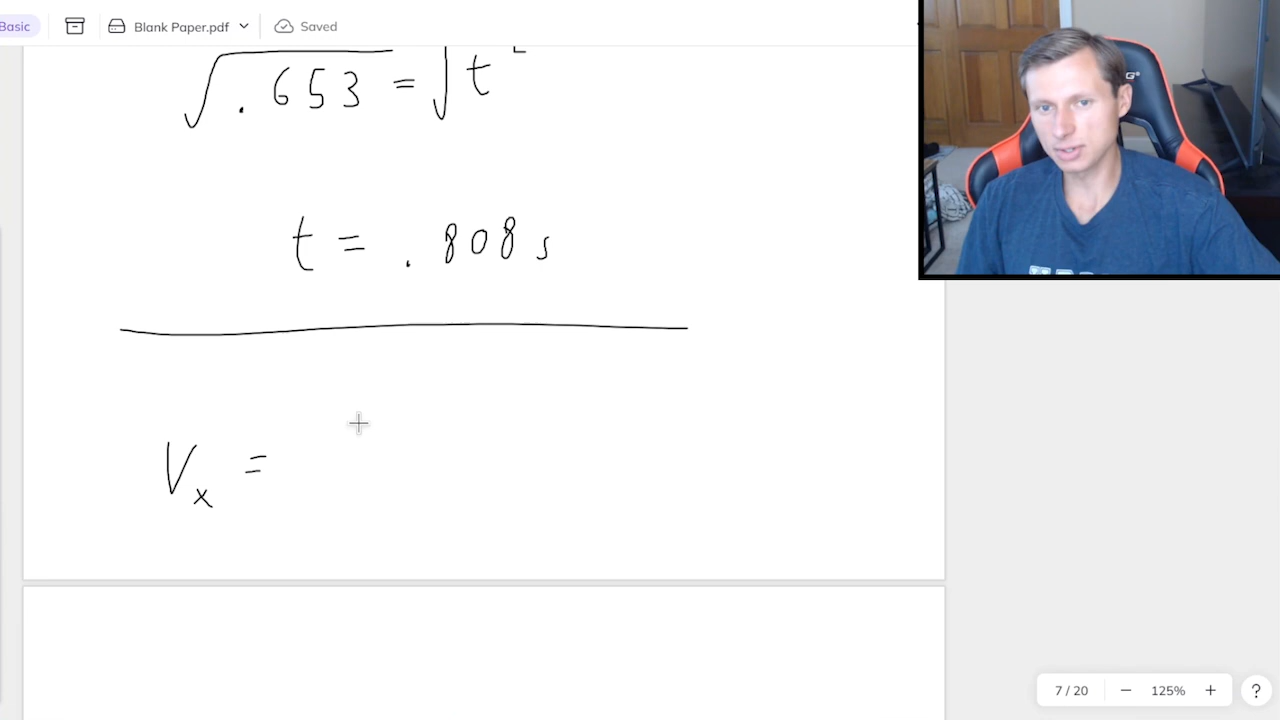 Basic Blank Paper.pdf Saved
√.653 = √t²
t = .808 s
Vx =
7 / 20 − 125% + ?